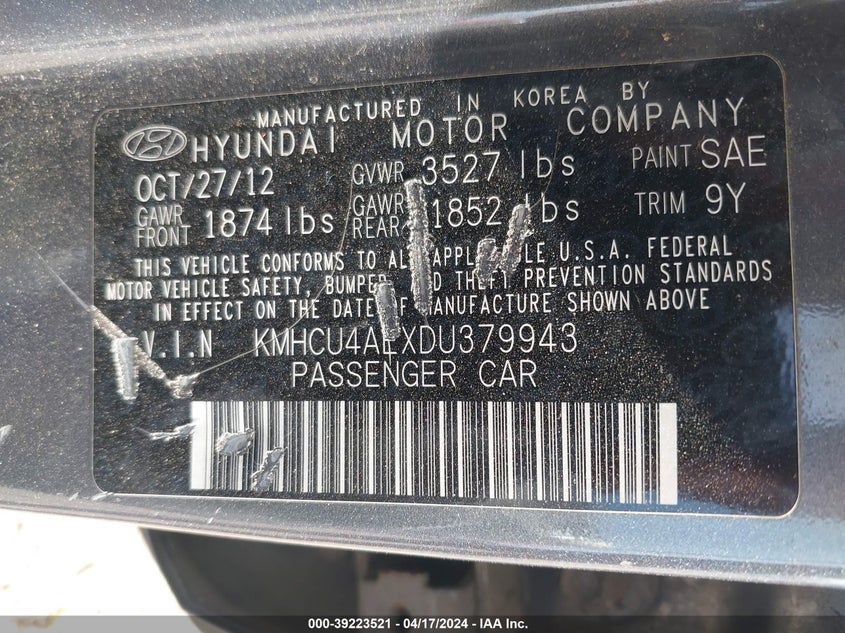 MANUFACTURED IN KOREA BY
HYUNDAI MOTOR COMPANY
OCT/27/12 GVWR 3527 lbs PAINT SAE
GAWR FRONT 1874 lbs GAWR REAR 1852 lbs TRIM 9Y
THIS VEHICLE CONFORMS TO ALL APPLICABLE U.S.A. FEDERAL
MOTOR VEHICLE SAFETY, BUMPER AND THEFT PREVENTION STANDARDS
IN EFFECT ON THE DATE OF MANUFACTURE SHOWN ABOVE
V.I.N KMHCU4AEXDU379943
PASSENGER CAR
000-39223521 - 04/17/2024 - IAA Inc.